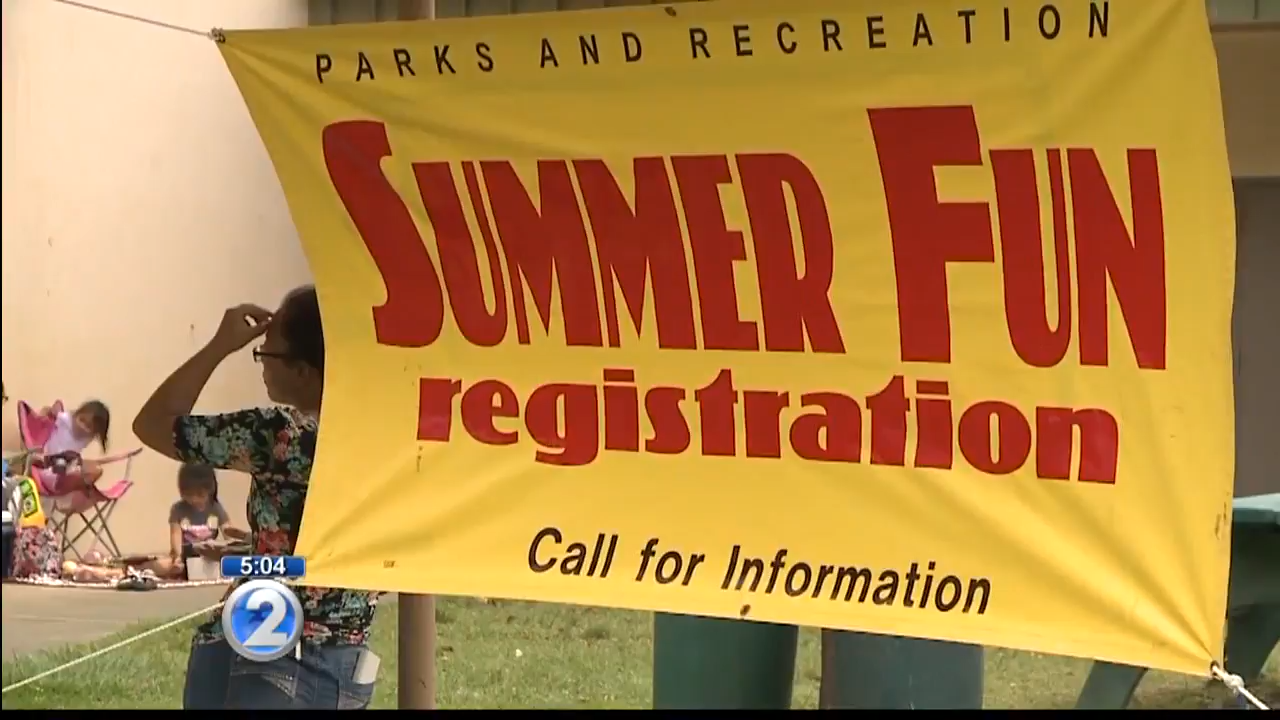 PARKS AND RECREATION
SUMMER FUN
registration
Call for Information
5:04
2